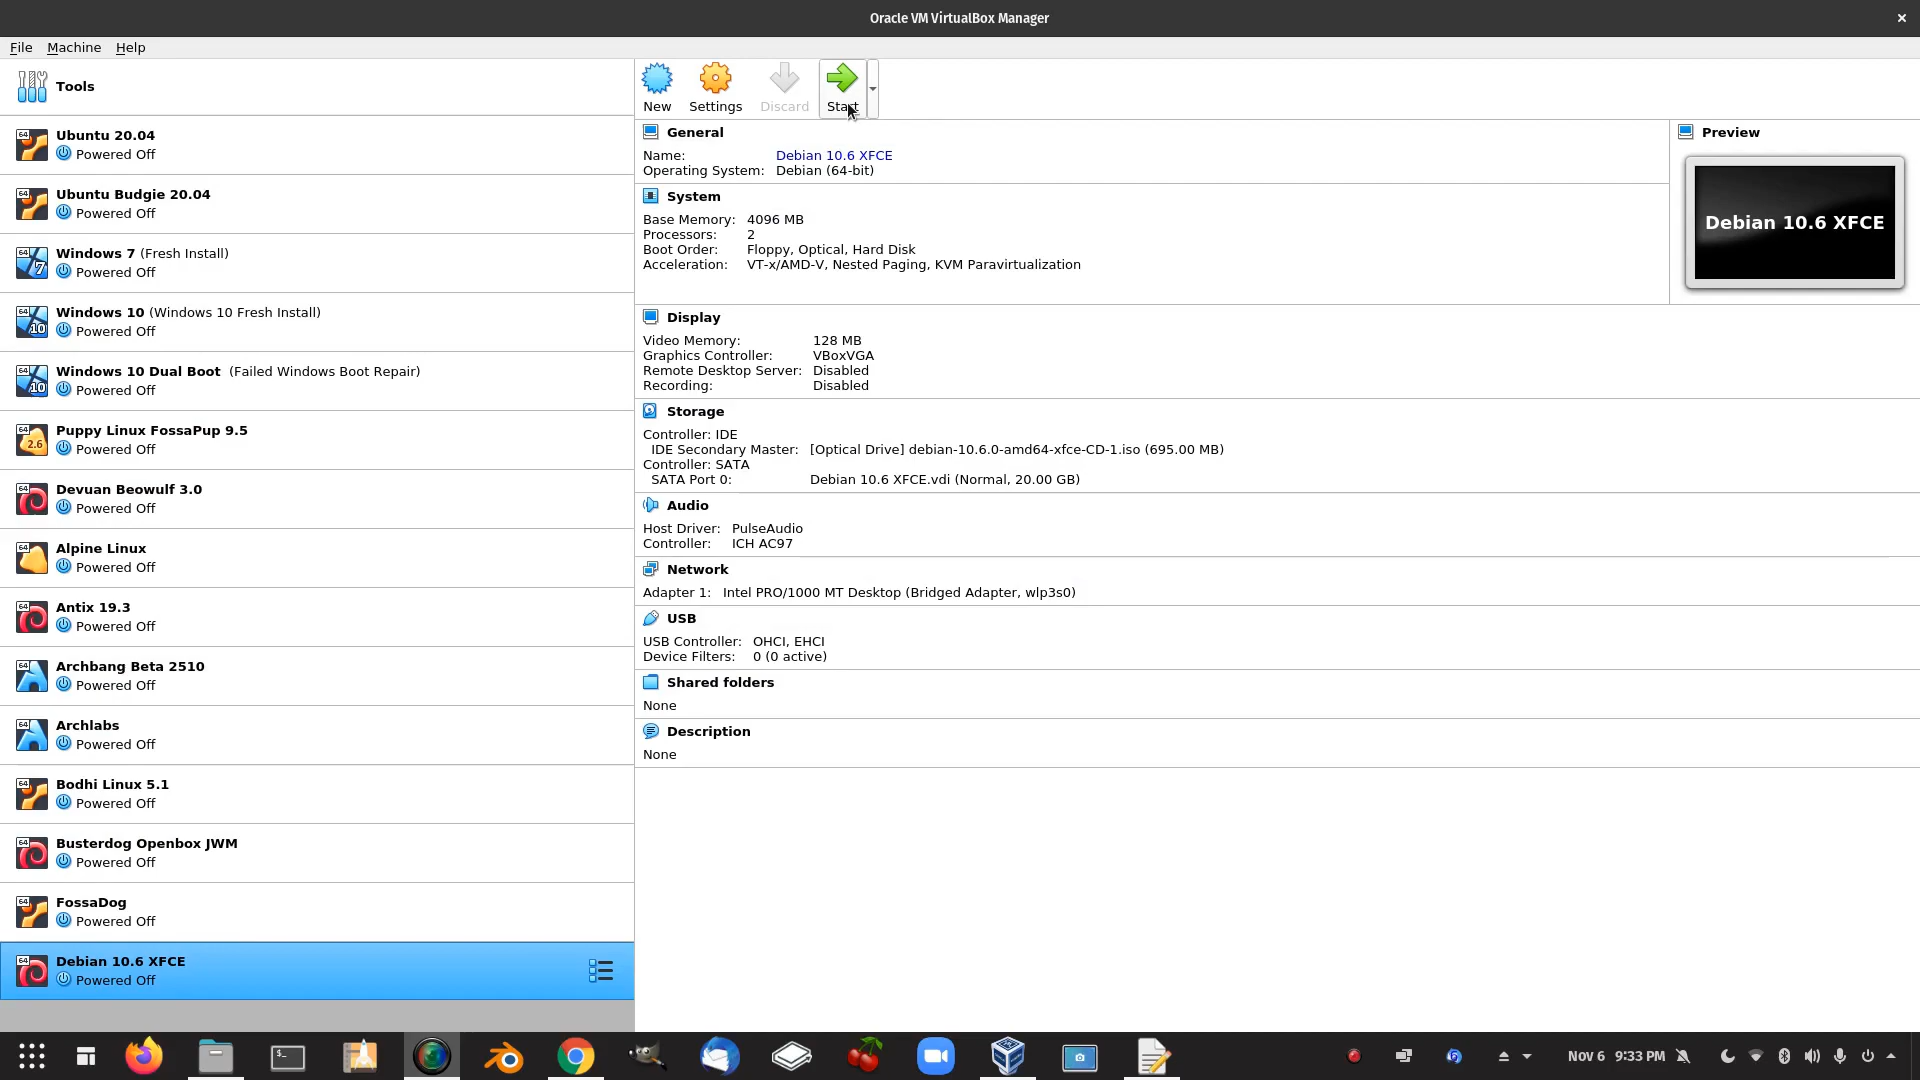 Oracle VM VirtualBox Manager
File Machine Help
Tools
Ubuntu 20.04
Powered Off
Ubuntu Budgie 20.04
Powered Off
Windows 7 (Fresh Install)
Powered Off
Windows 10 (Windows 10 Fresh Install)
Powered Off
Windows 10 Dual Boot (Failed Windows Boot Repair)
Powered Off
Puppy Linux FossaPup 9.5
Powered Off
Devuan Beowulf 3.0
Powered Off
Alpine Linux
Powered Off
Antix 19.3
Powered Off
Archbang Beta 2510
Powered Off
Archlabs
Powered Off
Bodhi Linux 5.1
Powered Off
Busterdog Openbox JWM
Powered Off
FossaDog
Powered Off
Debian 10.6 XFCE
Powered Off
New Settings Discard Start
General
Name: Debian 10.6 XFCE
Operating System: Debian (64-bit)
System
Base Memory: 4096 MB
Processors: 2
Boot Order: Floppy, Optical, Hard Disk
Acceleration: VT-x/AMD-V, Nested Paging, KVM Paravirtualization
Preview
Debian 10.6 XFCE
Display
Video Memory: 128 MB
Graphics Controller: VBoxVGA
Remote Desktop Server: Disabled
Recording: Disabled
Storage
Controller: IDE
IDE Secondary Master: [Optical Drive] debian-10.6.0-amd64-xfce-CD-1.iso (695.00 MB)
Controller: SATA
SATA Port 0: Debian 10.6 XFCE.vdi (Normal, 20.00 GB)
Audio
Host Driver: PulseAudio
Controller: ICH AC97
Network
Adapter 1: Intel PRO/1000 MT Desktop (Bridged Adapter, wlp3s0)
USB
USB Controller: OHCI, EHCI
Device Filters: 0 (0 active)
Shared folders
None
Description
None
Nov 6 9:33 PM